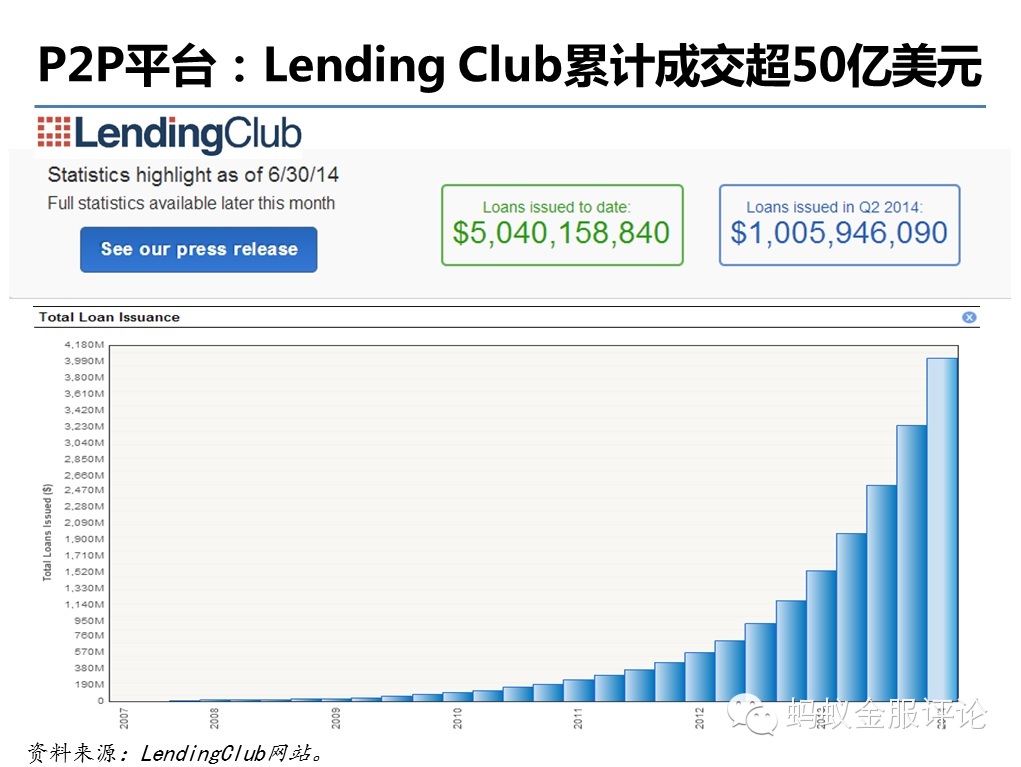 P2P平台：Lending Club累计成交超50亿美元
LendingClub
Statistics highlight as of 6/30/14
Full statistics available later this month
See our press release
Loans issued to date:
$5,040,158,840
Loans issued in Q2 2014:
$1,005,946,090
Total Loan Issuance
X
Total Loans Issued ($)
4,180M
3,990M
3,800M
3,610M
3,420M
3,230M
3,040M
2,850M
2,660M
2,470M
2,280M
2,090M
1,900M
1,710M
1,520M
1,330M
1,140M
950M
760M
570M
380M
190M
0
2007
2008
2009
2010
2011
2012
蚂蚁金服评论
资料来源：LendingClub网站。